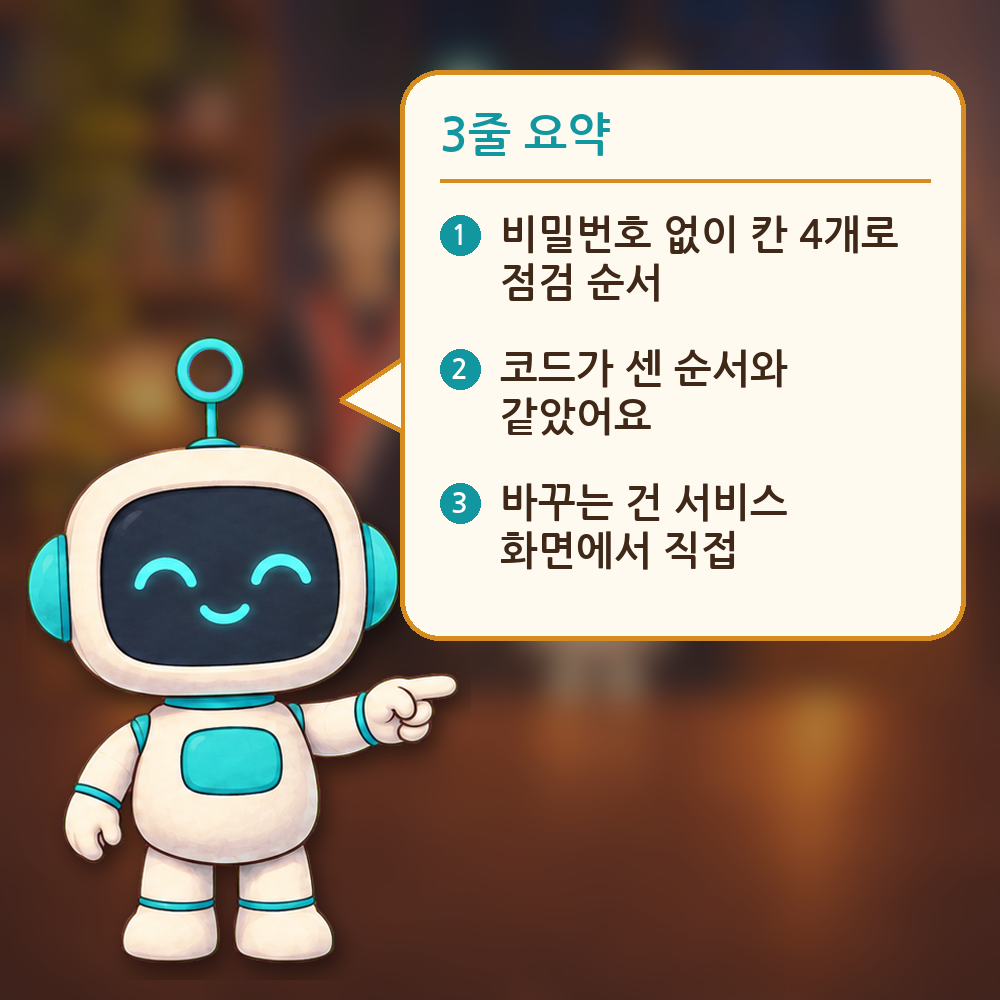 3줄 요약
1 비밀번호 없이 칸 4개로
점검 순서
2 코드가 센 순서와
같았어요
3 바꾸는 건 서비스
화면에서 직접